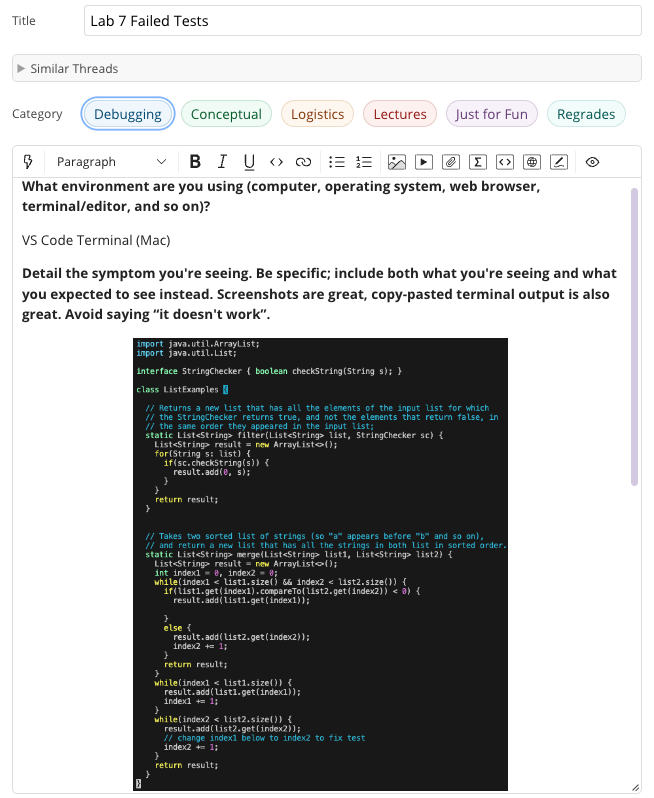 Title
Lab 7 Failed Tests
Similar Threads
Category Debugging Conceptual Logistics Lectures Just for Fun Regrades
Paragraph B I U
What environment are you using (computer, operating system, web browser,
terminal/editor, and so on)?
VS Code Terminal (Mac)
Detail the symptom you're seeing. Be specific; include both what you're seeing and what
you expected to see instead. Screenshots are great, copy-pasted terminal output is also
great. Avoid saying “it doesn't work”.
import java.util.ArrayList;
import java.util.List;
interface StringChecker { boolean checkString(String s); }
class ListExamples {
// Returns a new list that has all the elements of the input list for which
// the StringChecker returns true, and not the elements that return false, in
// the same order they appeared in the input list;
static List<String> filter(List<String> list, StringChecker sc) {
List<String> result = new ArrayList<>();
for(String s: list) {
if(sc.checkString(s)) {
result.add(0, s);
}
}
return result;
}
// Takes two sorted list of strings (so "a" appears before "b" and so on),
// and return a new list that has all the strings in both list in sorted order.
static List<String> merge(List<String> list1, List<String> list2) {
List<String> result = new ArrayList<>();
int index1 = 0, index2 = 0;
while(index1 < list1.size() && index2 < list2.size()) {
if(list1.get(index1).compareTo(list2.get(index2)) < 0) {
result.add(list1.get(index1));
}
else {
result.add(list2.get(index2));
index2 += 1;
}
return result;
}
while(index1 < list1.size()) {
result.add(list1.get(index1));
index1 += 1;
}
while(index2 < list2.size()) {
result.add(list2.get(index2));
// change index1 below to index2 to fix test
index2 += 1;
}
return result;
}
}